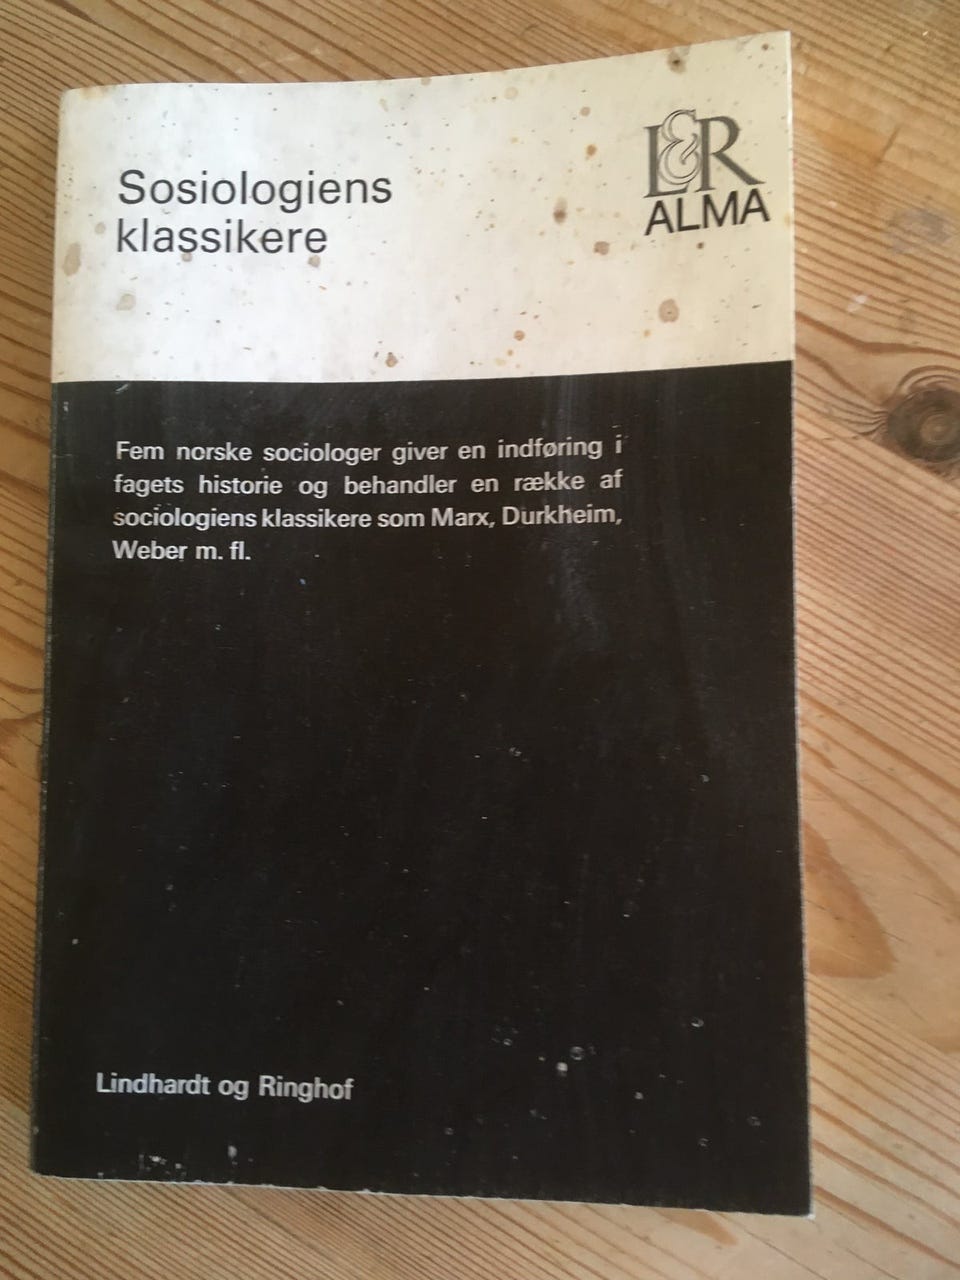 Sosiologiens
klassikere
L&R
ALMA
Fem norske sociologer giver en indføring i
fagets historie og behandler en række af
sociologiens klassikere som Marx, Durkheim,
Weber m. fl.
Lindhardt og Ringhof